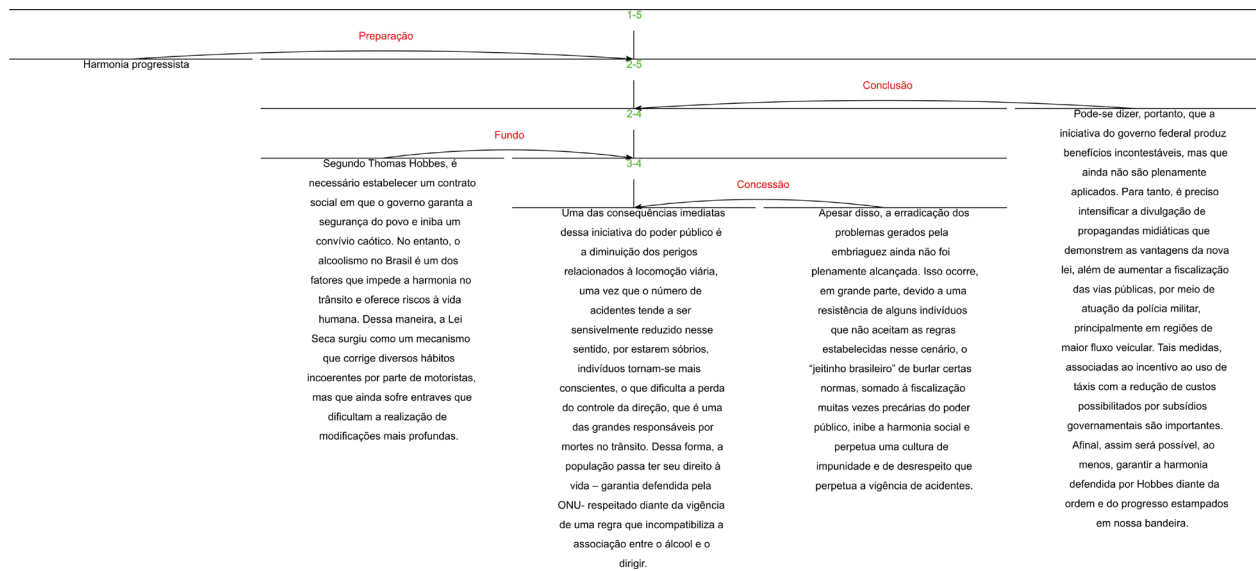 1-5
Preparação
Harmonia progressista
2-5
Conclusão
2-4
Fundo
3-4
Concessão
Segundo Thomas Hobbes, é
necessário estabelecer um contrato
social em que o governo garanta a
segurança do povo e iniba um
convívio caótico. No entanto, o
alcoolismo no Brasil é um dos
fatores que impede a harmonia no
trânsito e oferece riscos à vida
humana. Dessa maneira, a Lei
Seca surgiu como um mecanismo
que corrige diversos hábitos
incoerentes por parte de motoristas,
mas que ainda sofre entraves que
dificultam a realização de
modificações mais profundas.
Uma das consequências imediatas
dessa iniciativa do poder público é
a diminuição dos perigos
relacionados à locomoção viária,
uma vez que o número de
acidentes tende a ser
sensivelmente reduzido nesse
sentido, por estarem sóbrios,
indivíduos tornam-se mais
conscientes, o que dificulta a perda
do controle da direção, que é uma
das grandes responsáveis por
mortes no trânsito. Dessa forma, a
população passa ter seu direito à
vida – garantia defendida pela
ONU- respeitado diante da vigência
de uma regra que incompatibiliza a
associação entre o álcool e o
dirigir.
Apesar disso, a erradicação dos
problemas gerados pela
embriaguez ainda não foi
plenamente alcançada. Isso ocorre,
em grande parte, devido a uma
resistência de alguns indivíduos
que não aceitam as regras
estabelecidas nesse cenário, o
“jeitinho brasileiro” de burlar certas
normas, somado à fiscalização
muitas vezes precárias do poder
público, inibe a harmonia social e
perpetua uma cultura de
impunidade e de desrespeito que
perpetua a vigência de acidentes.
Pode-se dizer, portanto, que a
iniciativa do governo federal produz
benefícios incontestáveis, mas que
ainda não são plenamente
aplicados. Para tanto, é preciso
intensificar a divulgação de
propagandas midiáticas que
demonstrem as vantagens da nova
lei, além de aumentar a fiscalização
das vias públicas, por meio de
atuação da polícia militar,
principalmente em regiões de
maior fluxo veicular. Tais medidas,
associadas ao incentivo ao uso de
táxis com a redução de custos
possibilitados por subsídios
governamentais são importantes.
Afinal, assim será possível, ao
menos, garantir a harmonia
defendida por Hobbes diante da
ordem e do progresso estampados
em nossa bandeira.